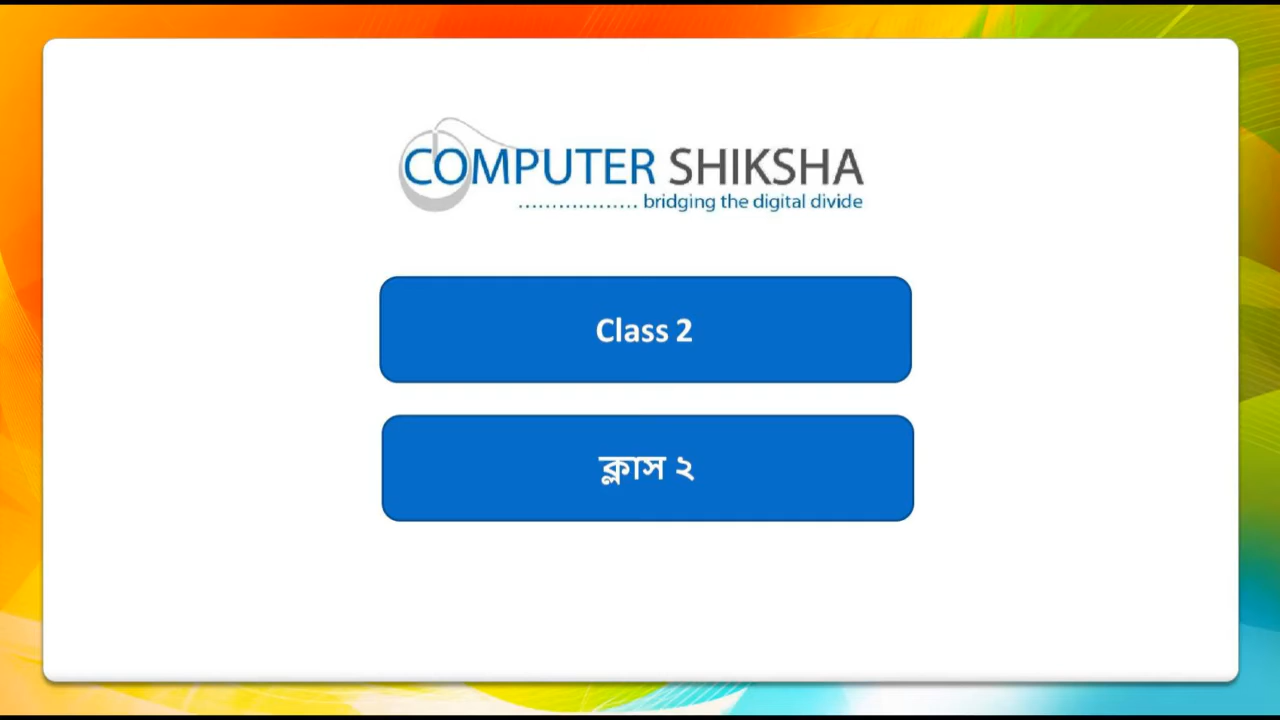 COMPUTER SHIKSHA
.................. bridging the digital divide
Class 2
ক্লাস ২